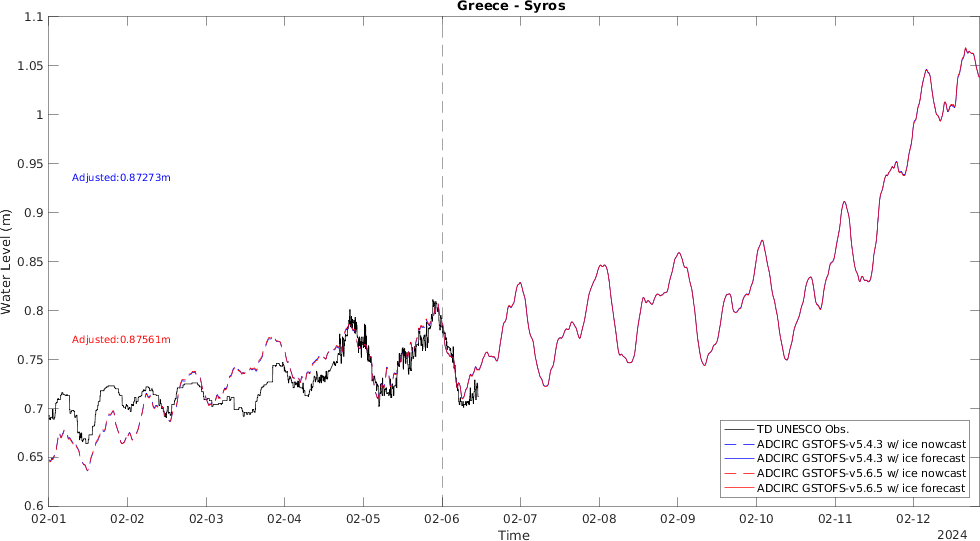 Greece - Syros
Water Level (m)
1.1
1.05
1
0.95
0.9
0.85
0.8
0.75
0.7
0.65
0.6
Adjusted:0.87273m
Adjusted:0.87561m
TD UNESCO Obs.
ADCIRC GSTOFS-v5.4.3 w/ ice nowcast
ADCIRC GSTOFS-v5.4.3 w/ ice forecast
ADCIRC GSTOFS-v5.6.5 w/ ice nowcast
ADCIRC GSTOFS-v5.6.5 w/ ice forecast
02-01 02-02 02-03 02-04 02-05 02-06 02-07 02-08 02-09 02-10 02-11 02-12
Time
2024